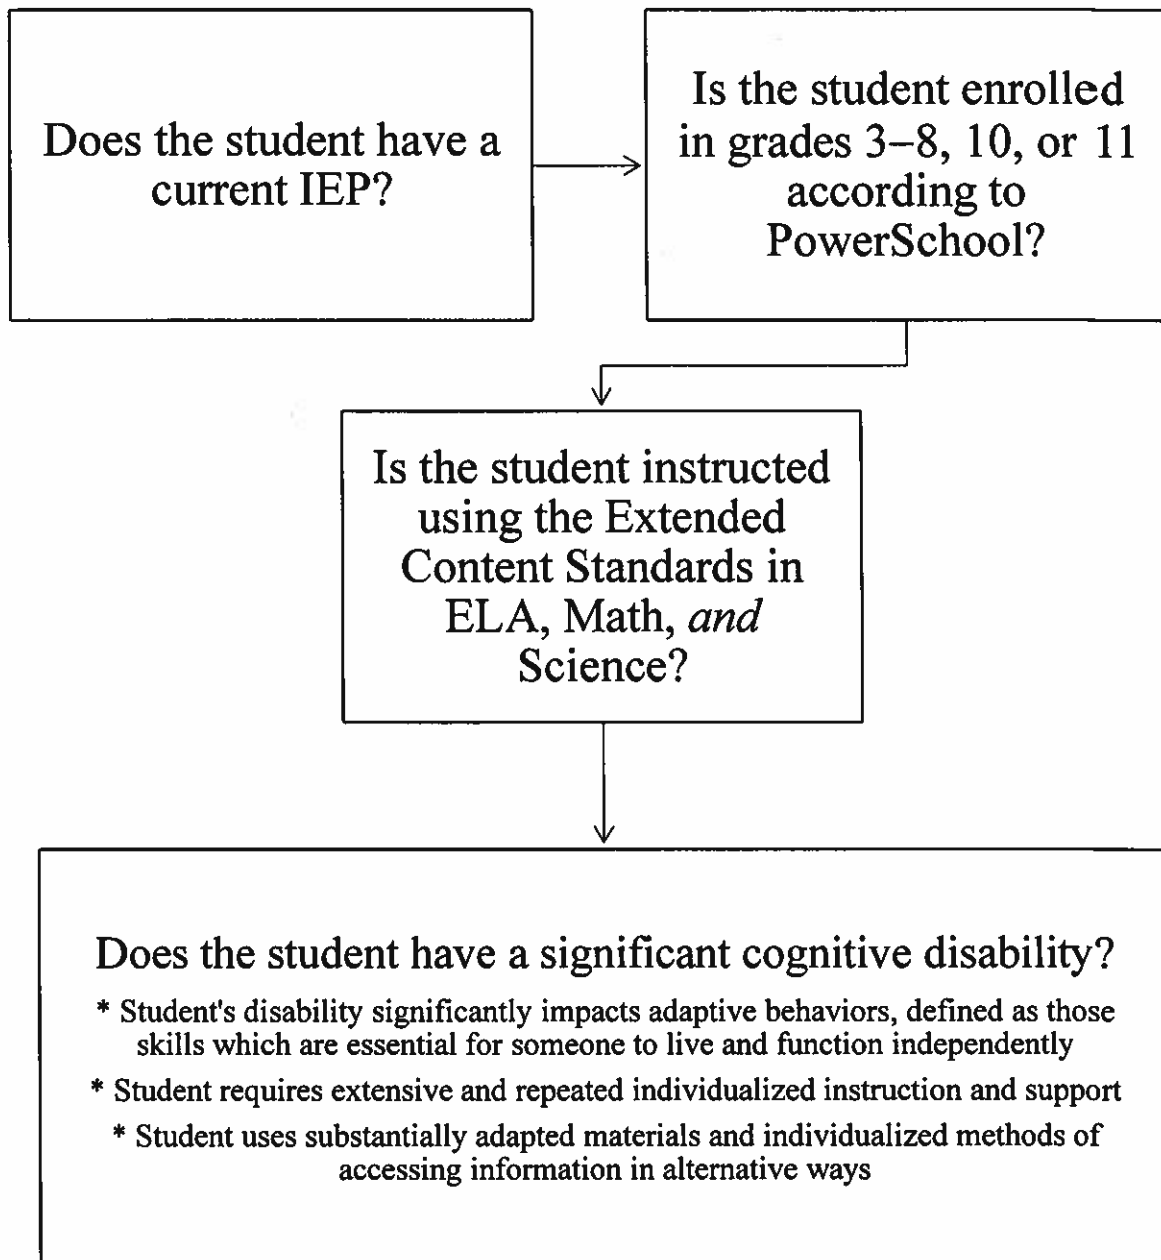 Does the student have a
current IEP?
Is the student enrolled
in grades 3–8, 10, or 11
according to
PowerSchool?
Is the student instructed
using the Extended
Content Standards in
ELA, Math, and
Science?
Does the student have a significant cognitive disability?
* Student's disability significantly impacts adaptive behaviors, defined as those
skills which are essential for someone to live and function independently
* Student requires extensive and repeated individualized instruction and support
* Student uses substantially adapted materials and individualized methods of
accessing information in alternative ways